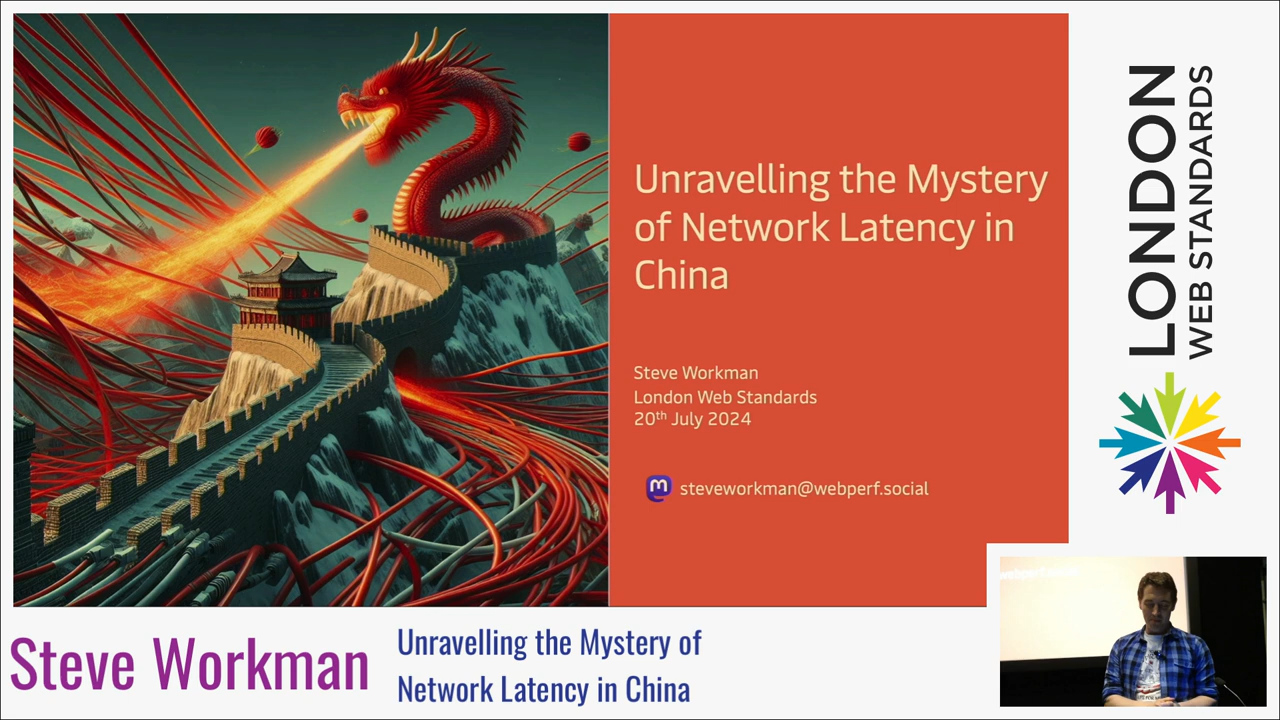 Unravelling the Mystery
of Network Latency in
China
Steve Workman
London Web Standards
20th July 2024
steveworkman@webperf.social
LONDON
WEB STANDARDS
Steve Workman
Unravelling the Mystery of
Network Latency in China